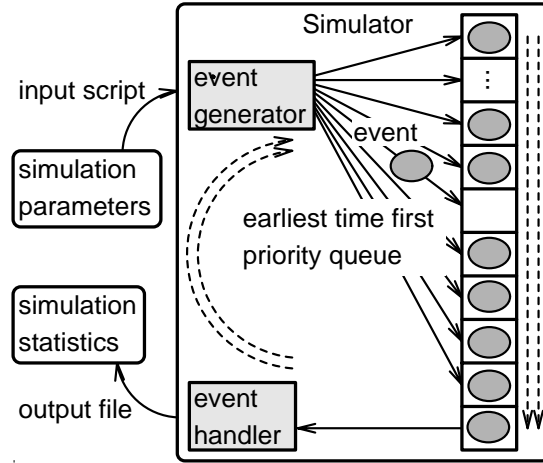 Simulator
input script
event
generator
event
simulation
parameters
earliest time first
priority queue
...
simulation
statistics
output file
event
handler